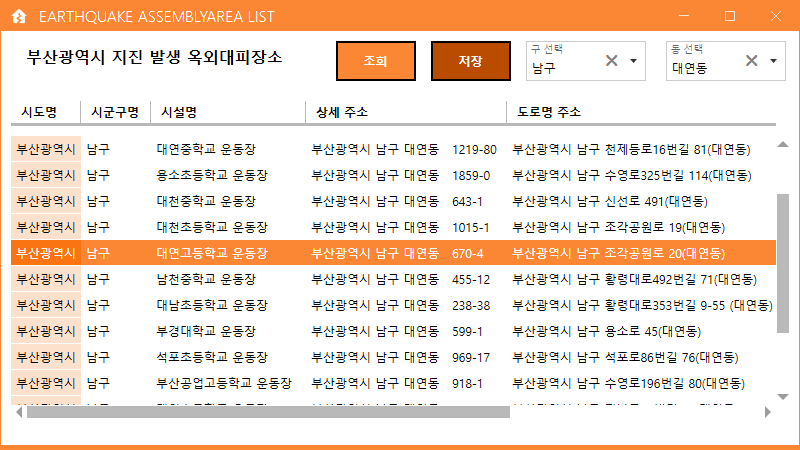 EARTHQUAKE ASSEMBLYAREA LIST
부산광역시 지진 발생 옥외대피장소
조회
저장
구 선택
남구
동 선택
대연동
시도명 시군구명 시설명 상세 주소 도로명 주소
부산광역시 남구 대연중학교 운동장 부산광역시 남구 대연동 1219-80 부산광역시 남구 천제등로16번길 81(대연동)
부산광역시 남구 용소초등학교 운동장 부산광역시 남구 대연동 1859-0 부산광역시 남구 수영로325번길 114(대연동)
부산광역시 남구 대천중학교 운동장 부산광역시 남구 대연동 643-1 부산광역시 남구 신선로 491(대연동)
부산광역시 남구 대천초등학교 운동장 부산광역시 남구 대연동 1015-1 부산광역시 남구 조각공원로 19(대연동)
부산광역시 남구 대연고등학교 운동장 부산광역시 남구 대연동 670-4 부산광역시 남구 조각공원로 20(대연동)
부산광역시 남구 남천중학교 운동장 부산광역시 남구 대연동 455-12 부산광역시 남구 황령대로492번길 71(대연동)
부산광역시 남구 대남초등학교 운동장 부산광역시 남구 대연동 238-38 부산광역시 남구 황령대로353번길 9-55 (대연동)
부산광역시 남구 부경대학교 운동장 부산광역시 남구 대연동 599-1 부산광역시 남구 용소로 45(대연동)
부산광역시 남구 석포초등학교 운동장 부산광역시 남구 대연동 969-17 부산광역시 남구 석포로86번길 76(대연동)
부산광역시 남구 부산공업고등학교 운동장 부산광역시 남구 대연동 918-1 부산광역시 남구 수영로196번길 80(대연동)